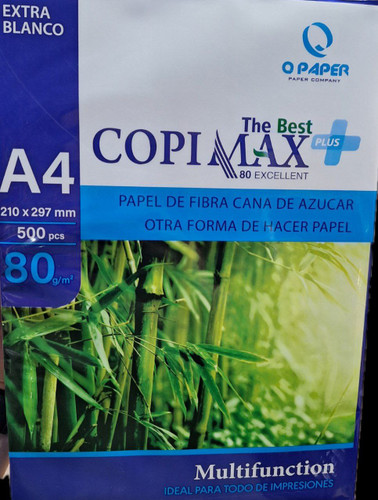 EXTRA
BLANCO
O PAPER
PAPER COMPANY
The Best
COPIMAX
PLUS
80 EXCELLENT
A4
210 x 297 mm
500 pcs
80 g/m²
PAPEL DE FIBRA CANA DE AZUCAR
OTRA FORMA DE HACER PAPEL
Multifunction
IDEAL PARA TODO DE IMPRESIONES